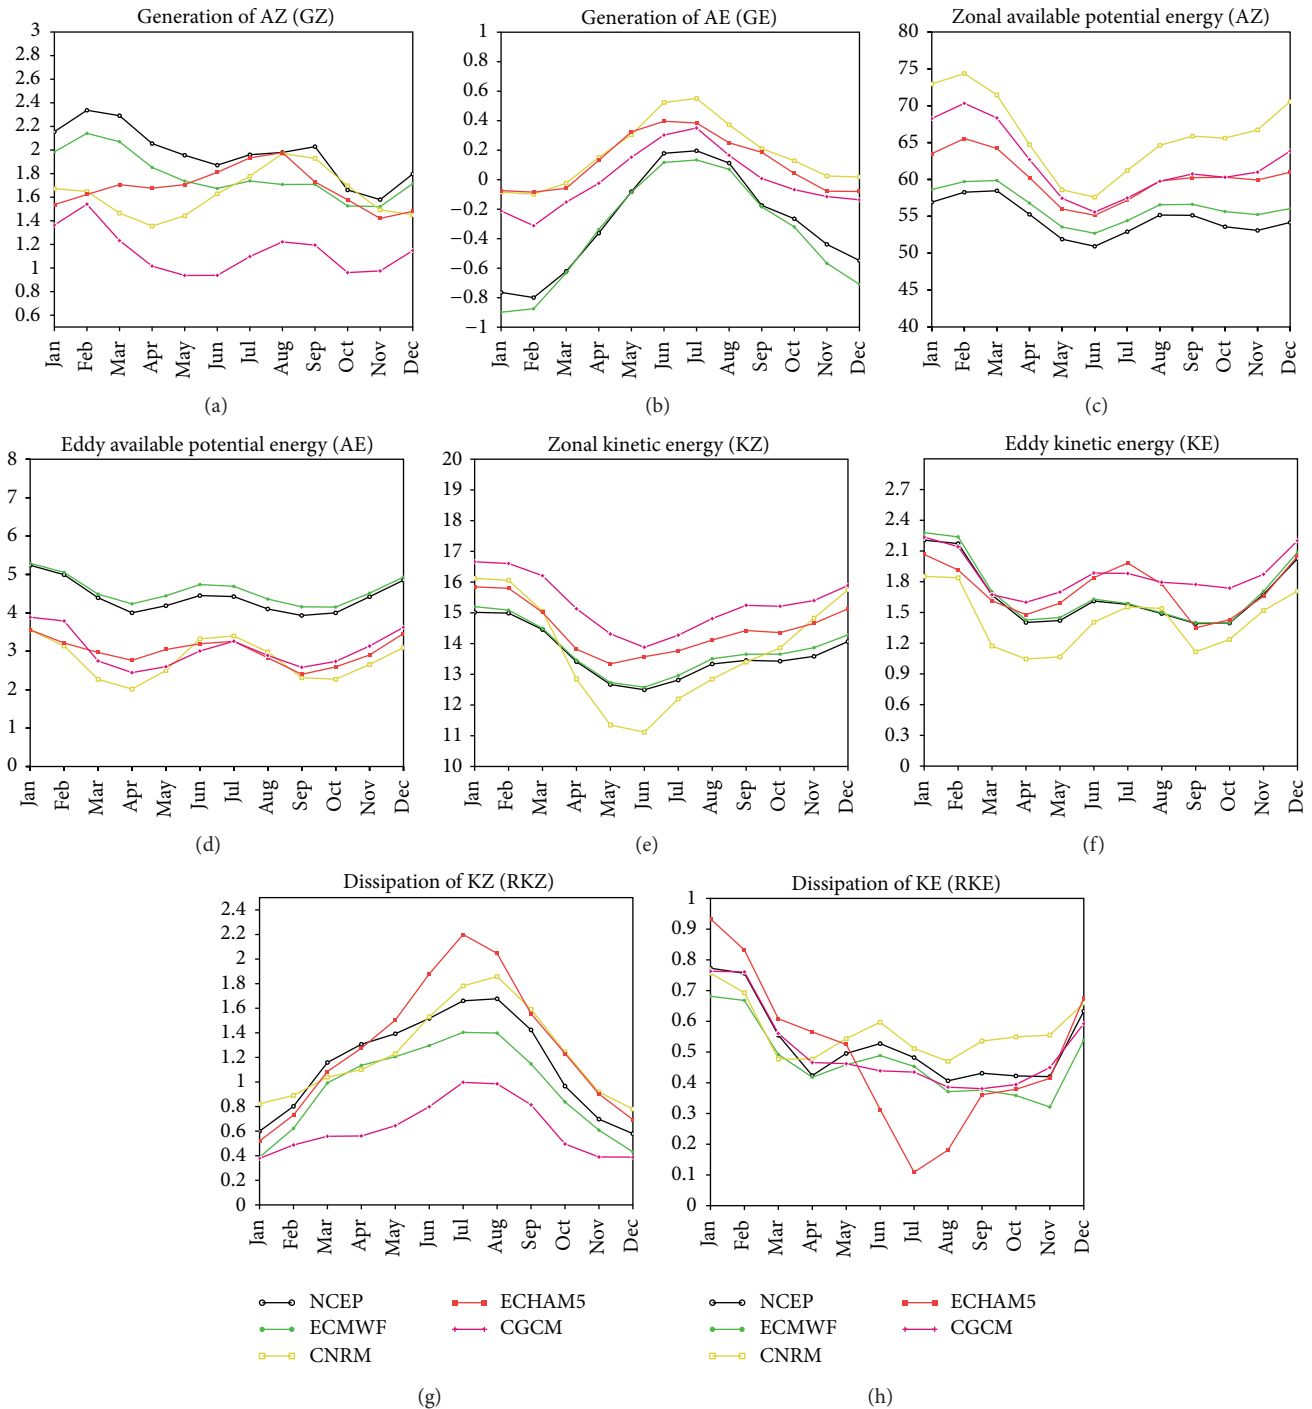 Generation of AZ (GZ)
3
2.8
2.6
2.4
2.2
2
1.8
1.6
1.4
1.2
1
0.8
0.6
Jan Feb Mar Apr May Jun Jul Aug Sep Oct Nov Dec
(a)
Generation of AE (GE)
1
0.8
0.6
0.4
0.2
0
−0.2
−0.4
−0.6
−0.8
−1
Jan Feb Mar Apr May Jun Jul Aug Sep Oct Nov Dec
(b)
Zonal available potential energy (AZ)
80
75
70
65
60
55
50
45
40
Jan Feb Mar Apr May Jun Jul Aug Sep Oct Nov Dec
(c)
Eddy available potential energy (AE)
8
7
6
5
4
3
2
1
0
Jan Feb Mar Apr May Jun Jul Aug Sep Oct Nov Dec
(d)
Zonal kinetic energy (KZ)
20
19
18
17
16
15
14
13
12
11
10
Jan Feb Mar Apr May Jun Jul Aug Sep Oct Nov Dec
(e)
Eddy kinetic energy (KE)
2.7
2.4
2.1
1.8
1.5
1.2
0.9
0.6
0.3
0
Jan Feb Mar Apr May Jun Jul Aug Sep Oct Nov Dec
(f)
Dissipation of KZ (RKZ)
2.4
2.2
2
1.8
1.6
1.4
1.2
1
0.8
0.6
0.4
0.2
0
Jan Feb Mar Apr May Jun Jul Aug Sep Oct Nov Dec
NCEP
ECMWF
CNRM
ECHAM5
CGCM
(g)
Dissipation of KE (RKE)
1
0.9
0.8
0.7
0.6
0.5
0.4
0.3
0.2
0.1
0
Jan Feb Mar Apr May Jun Jul Aug Sep Oct Nov Dec
NCEP
ECMWF
CNRM
ECHAM5
CGCM
(h)